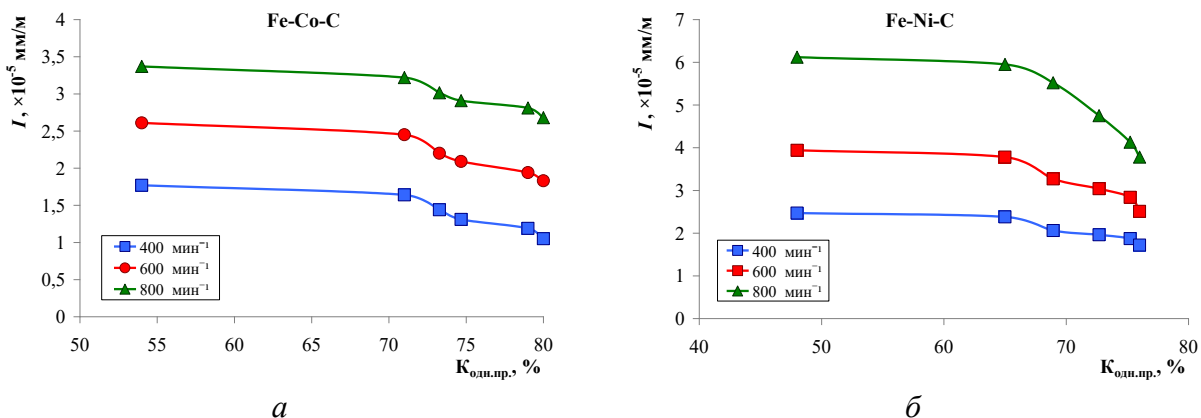 Fe-Co-C
I, ×10⁻⁵ мм/м
4
3,5
3
2,5
2
1,5
1
0,5
0
400 мин⁻¹
600 мин⁻¹
800 мин⁻¹
50 55 60 65 70 75 80
Kодн.пр., %
а
Fe-Ni-C
I, ×10⁻⁵ мм/м
7
6
5
4
3
2
1
0
400 мин⁻¹
600 мин⁻¹
800 мин⁻¹
40 50 60 70 80
Kодн.пр., %
б